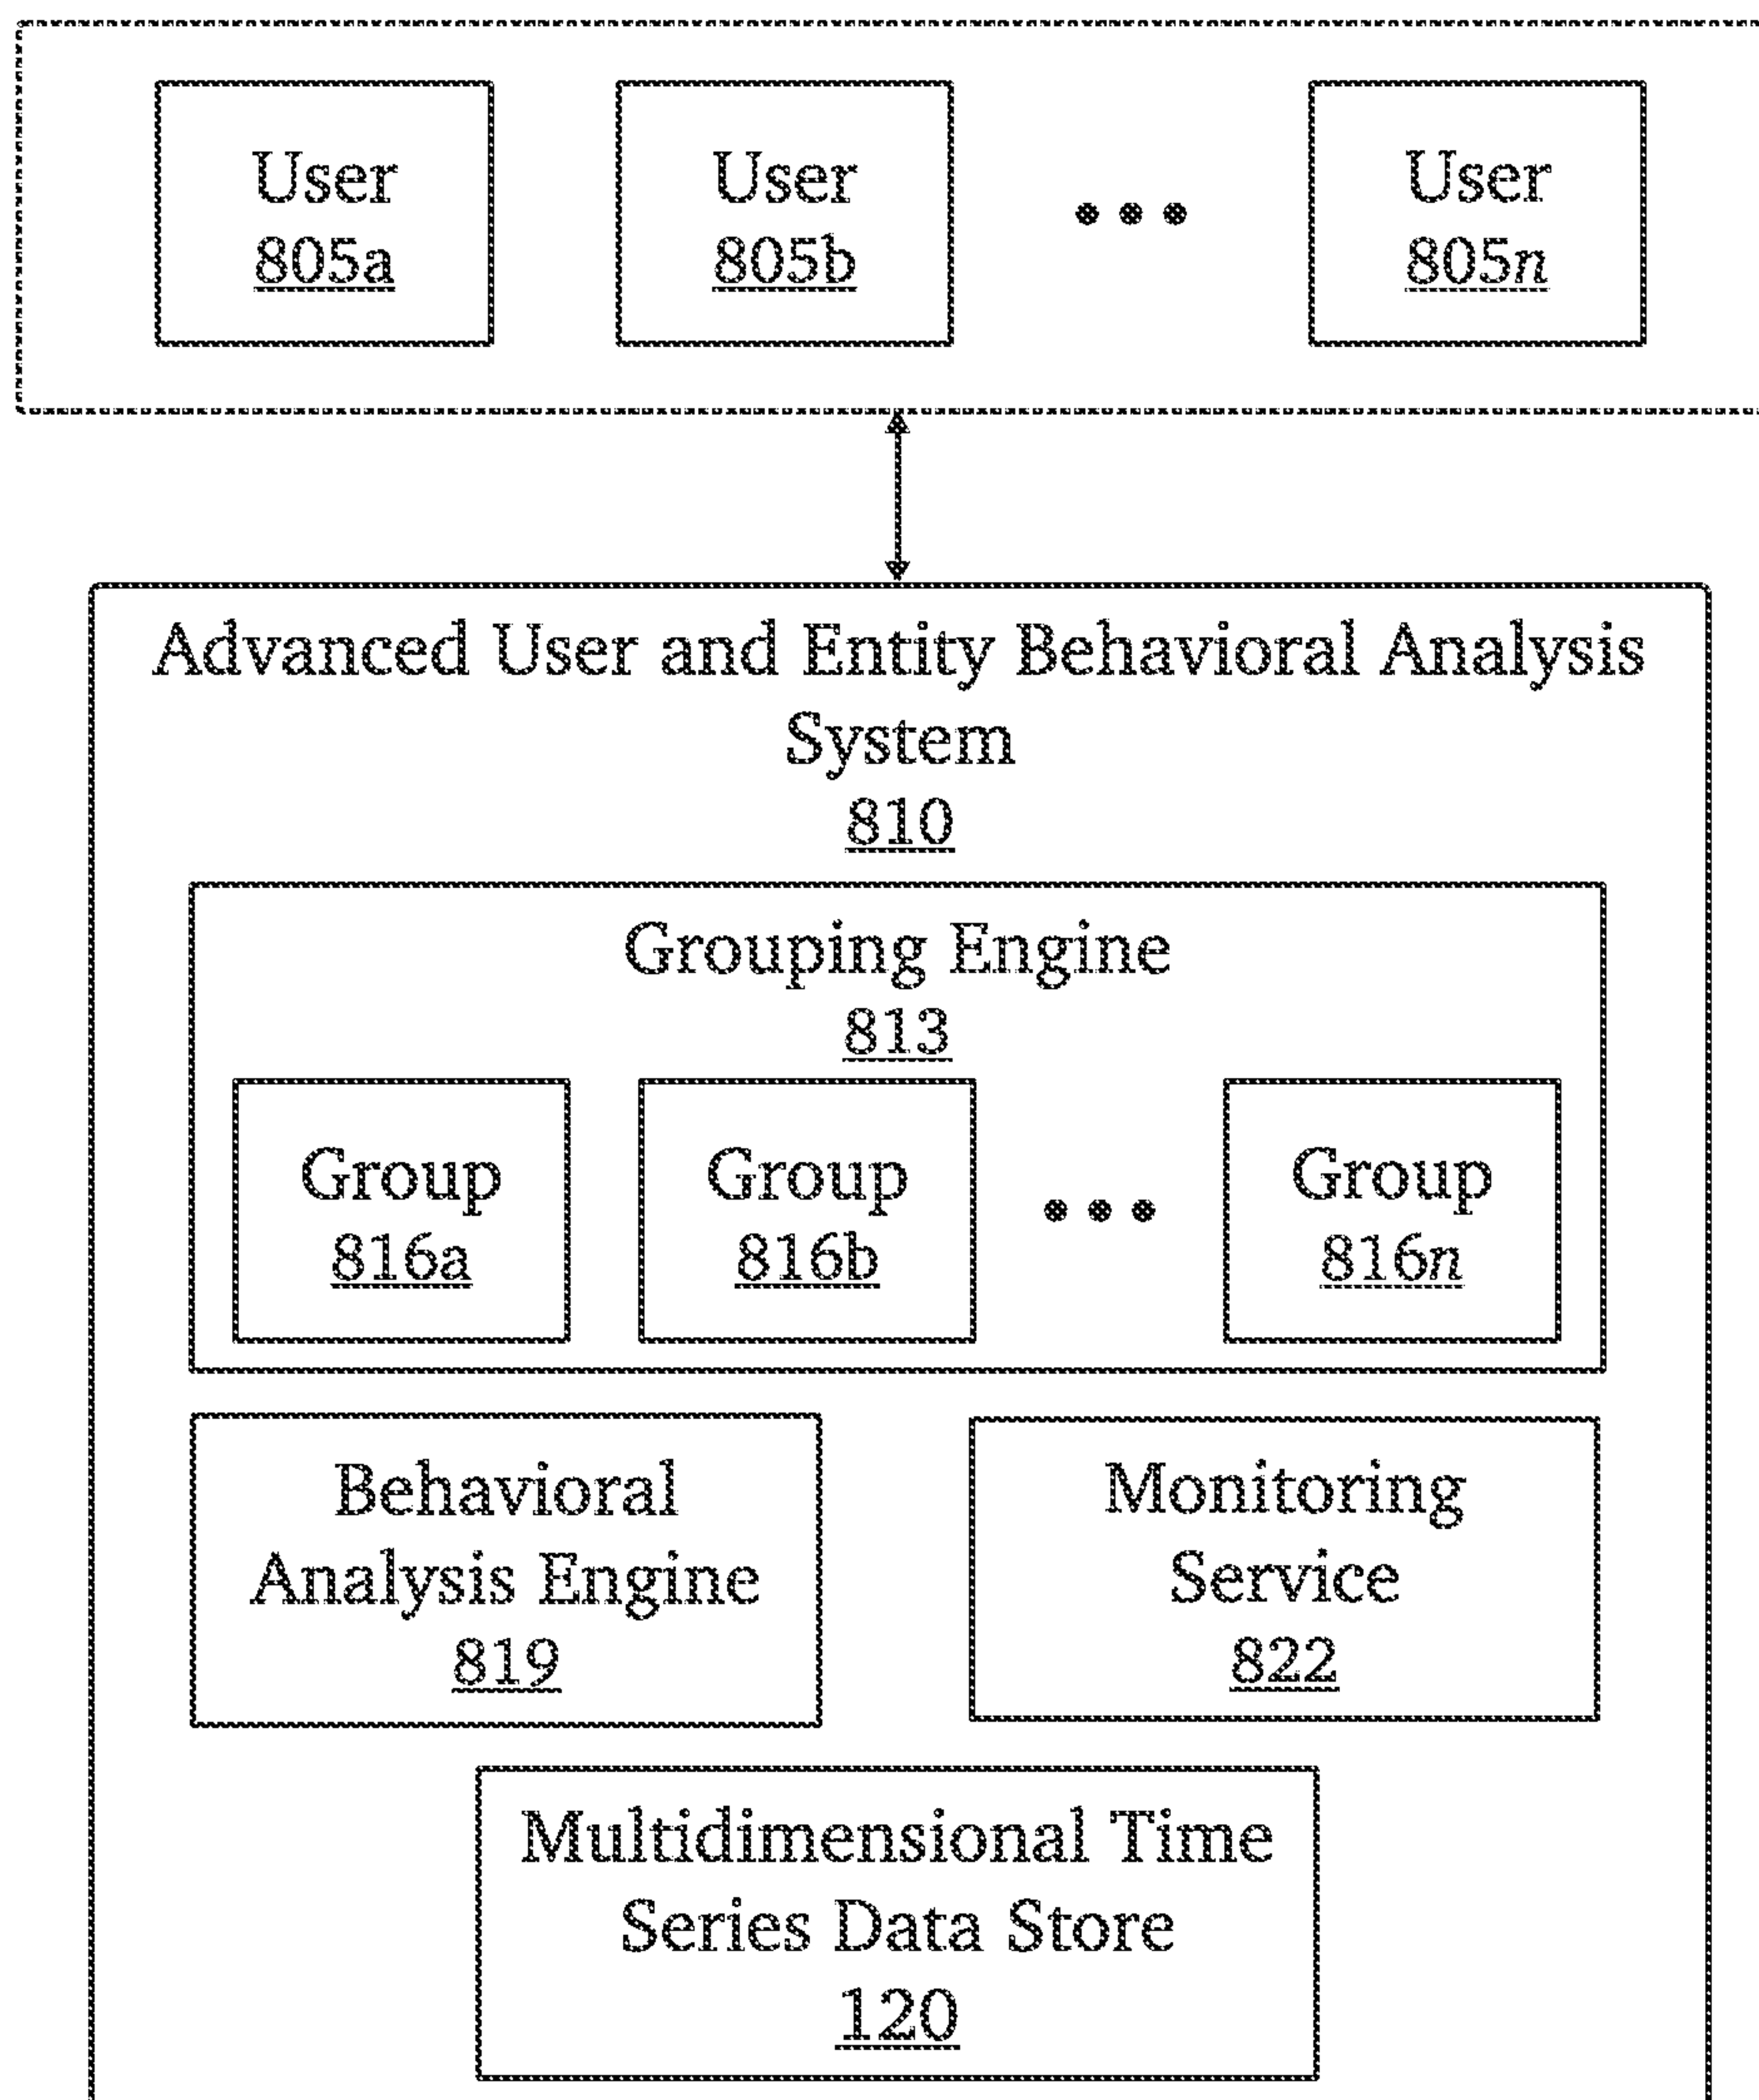 User
805a
User
805b
User
805n
Advanced User and Entity Behavioral Analysis
System
810
Grouping Engine
813
Group
816a
Group
816b
Group
816n
Behavioral
Analysis Engine
819
Monitoring
Service
822
Multidimensional Time
Series Data Store
120